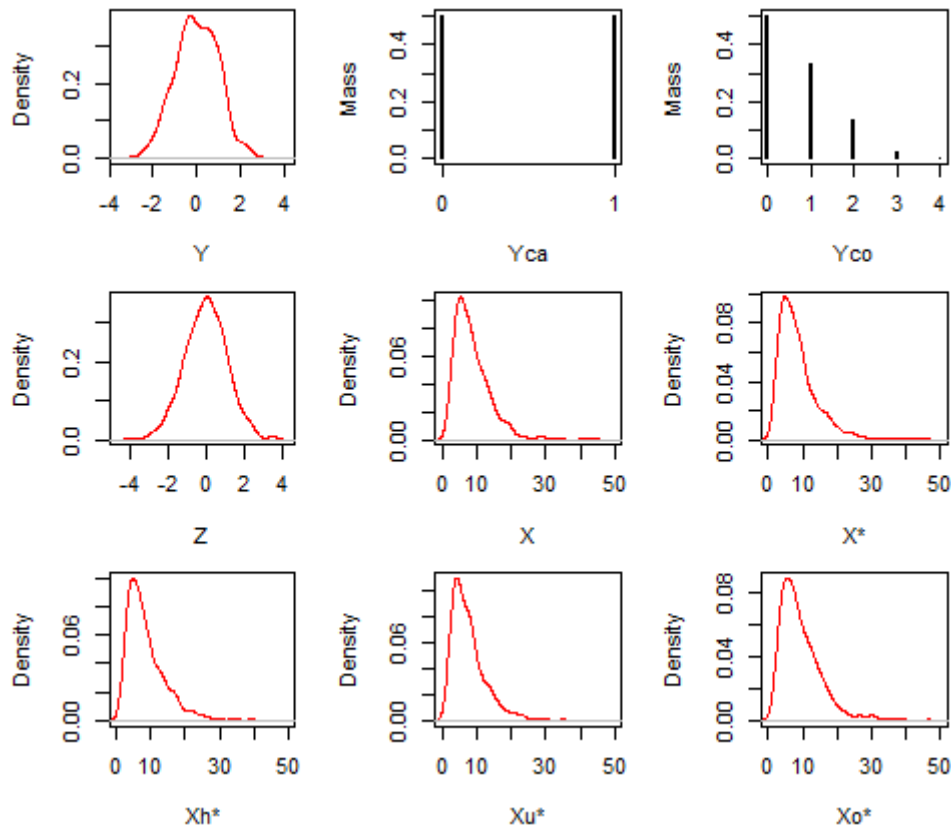 Density
0.0 0.2
-4 -2 0 2 4
Y
Mass
0.0 0.2 0.4
0 1
Yca
Mass
0.0 0.2 0.4
0 1 2 3 4
Yco
Density
0.0 0.2
-4 -2 0 2 4
Z
Density
0.00 0.06
0 10 30 50
X
Density
0.00 0.04 0.08
0 10 30 50
X*
Density
0.00 0.06
0 10 30 50
Xh*
Density
0.00 0.06
0 10 30 50
Xu*
Density
0.00 0.04 0.08
0 10 30 50
Xo*